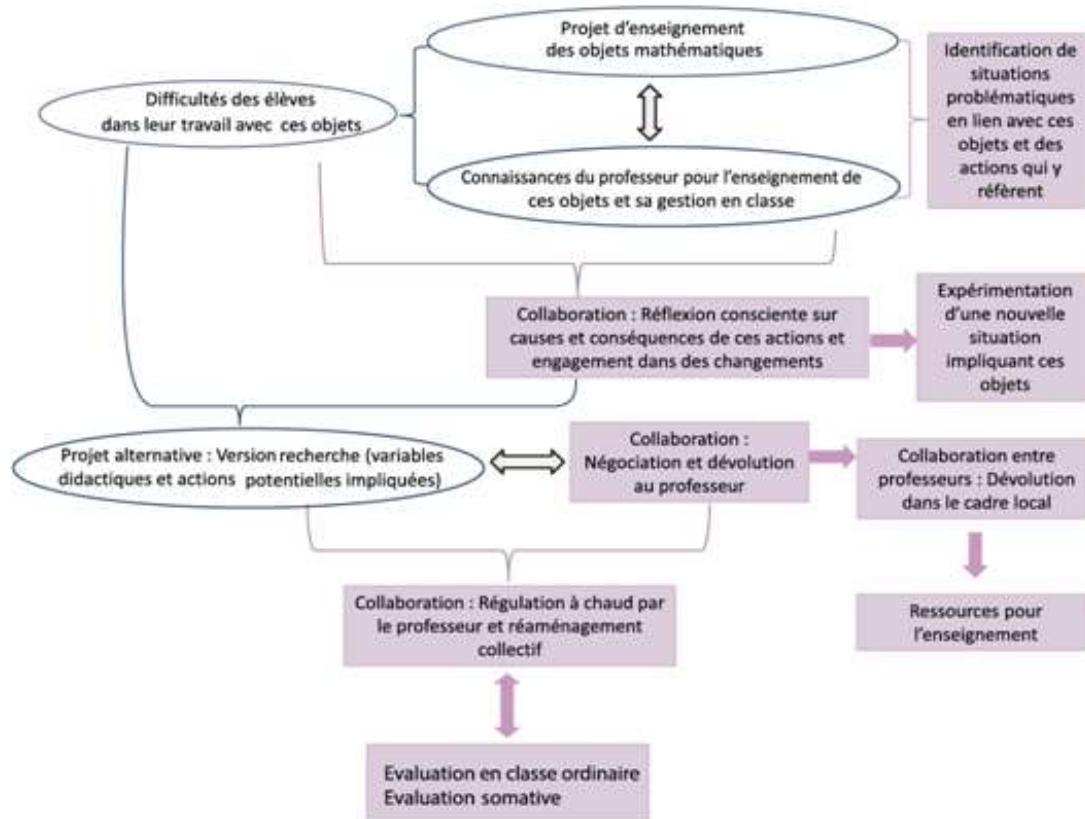 Projet d'enseignement
des objets mathématiques
Identification de
situations
problématiques
en lien avec ces
objets et des
actions qui y
réfèrent
Difficultés des élèves
dans leur travail avec ces objets
Connaissances du professeur pour l'enseignement de
ces objets et sa gestion en classe
Collaboration : Réflexion consciente sur
causes et conséquences de ces actions et
engagement dans des changements
Expérimentation
d'une nouvelle
situation
impliquant ces
objets
Projet alternative : Version recherche (variables
didactiques et actions potentielles impliquées)
Collaboration :
Négociation et dévolution
au professeur
Collaboration entre
professeurs : Dévolution
dans le cadre local
Collaboration : Régulation à chaud par
le professeur et réaménagement
collectif
Ressources pour
l'enseignement
Evaluation en classe ordinaire
Evaluation somative